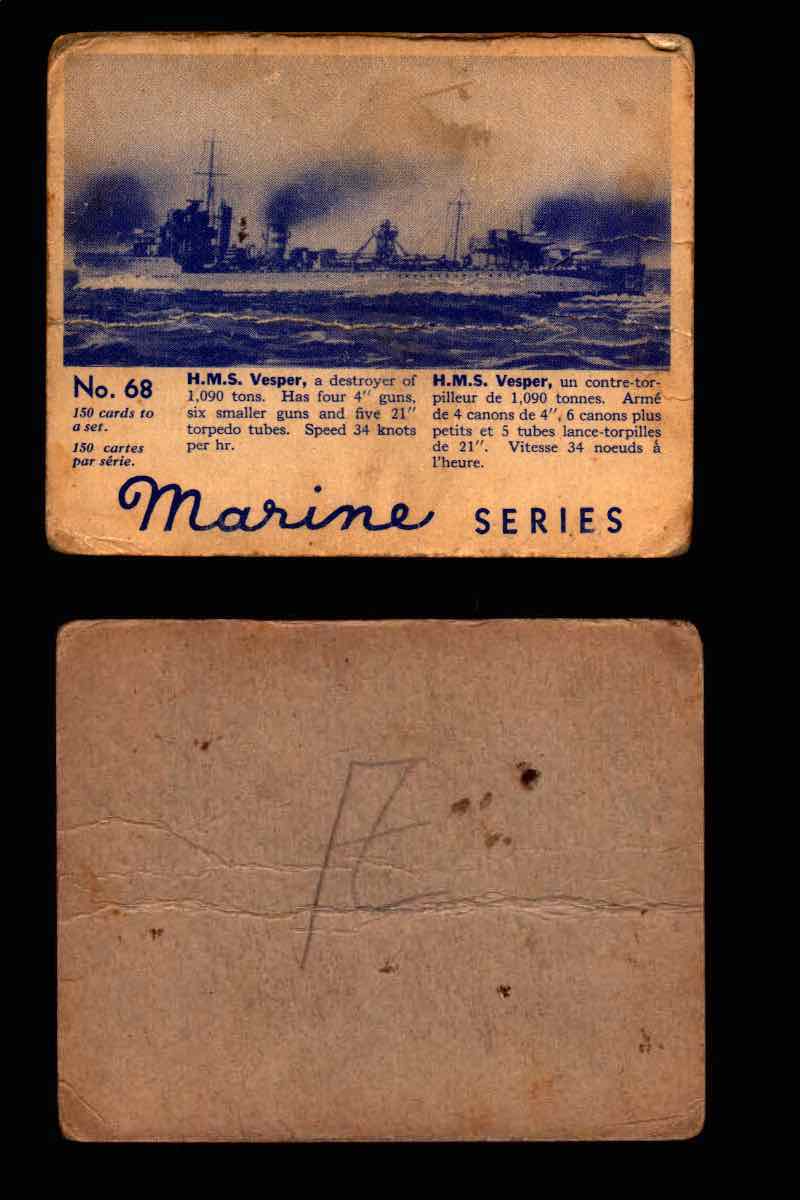 No. 68
150 cards to
a set.
150 cartes
par série.
H.M.S. Vesper, a destroyer of
1,090 tons. Has four 4" guns,
six smaller guns and five 21"
torpedo tubes. Speed 34 knots
per hr.
H.M.S. Vesper, un contre-tor-
pilleur de 1,090 tonnes. Armé
de 4 canons de 4", 6 canons plus
petits et 5 tubes lance-torpilles
de 21". Vitesse 34 noeuds à
l'heure.
Marine SERIES